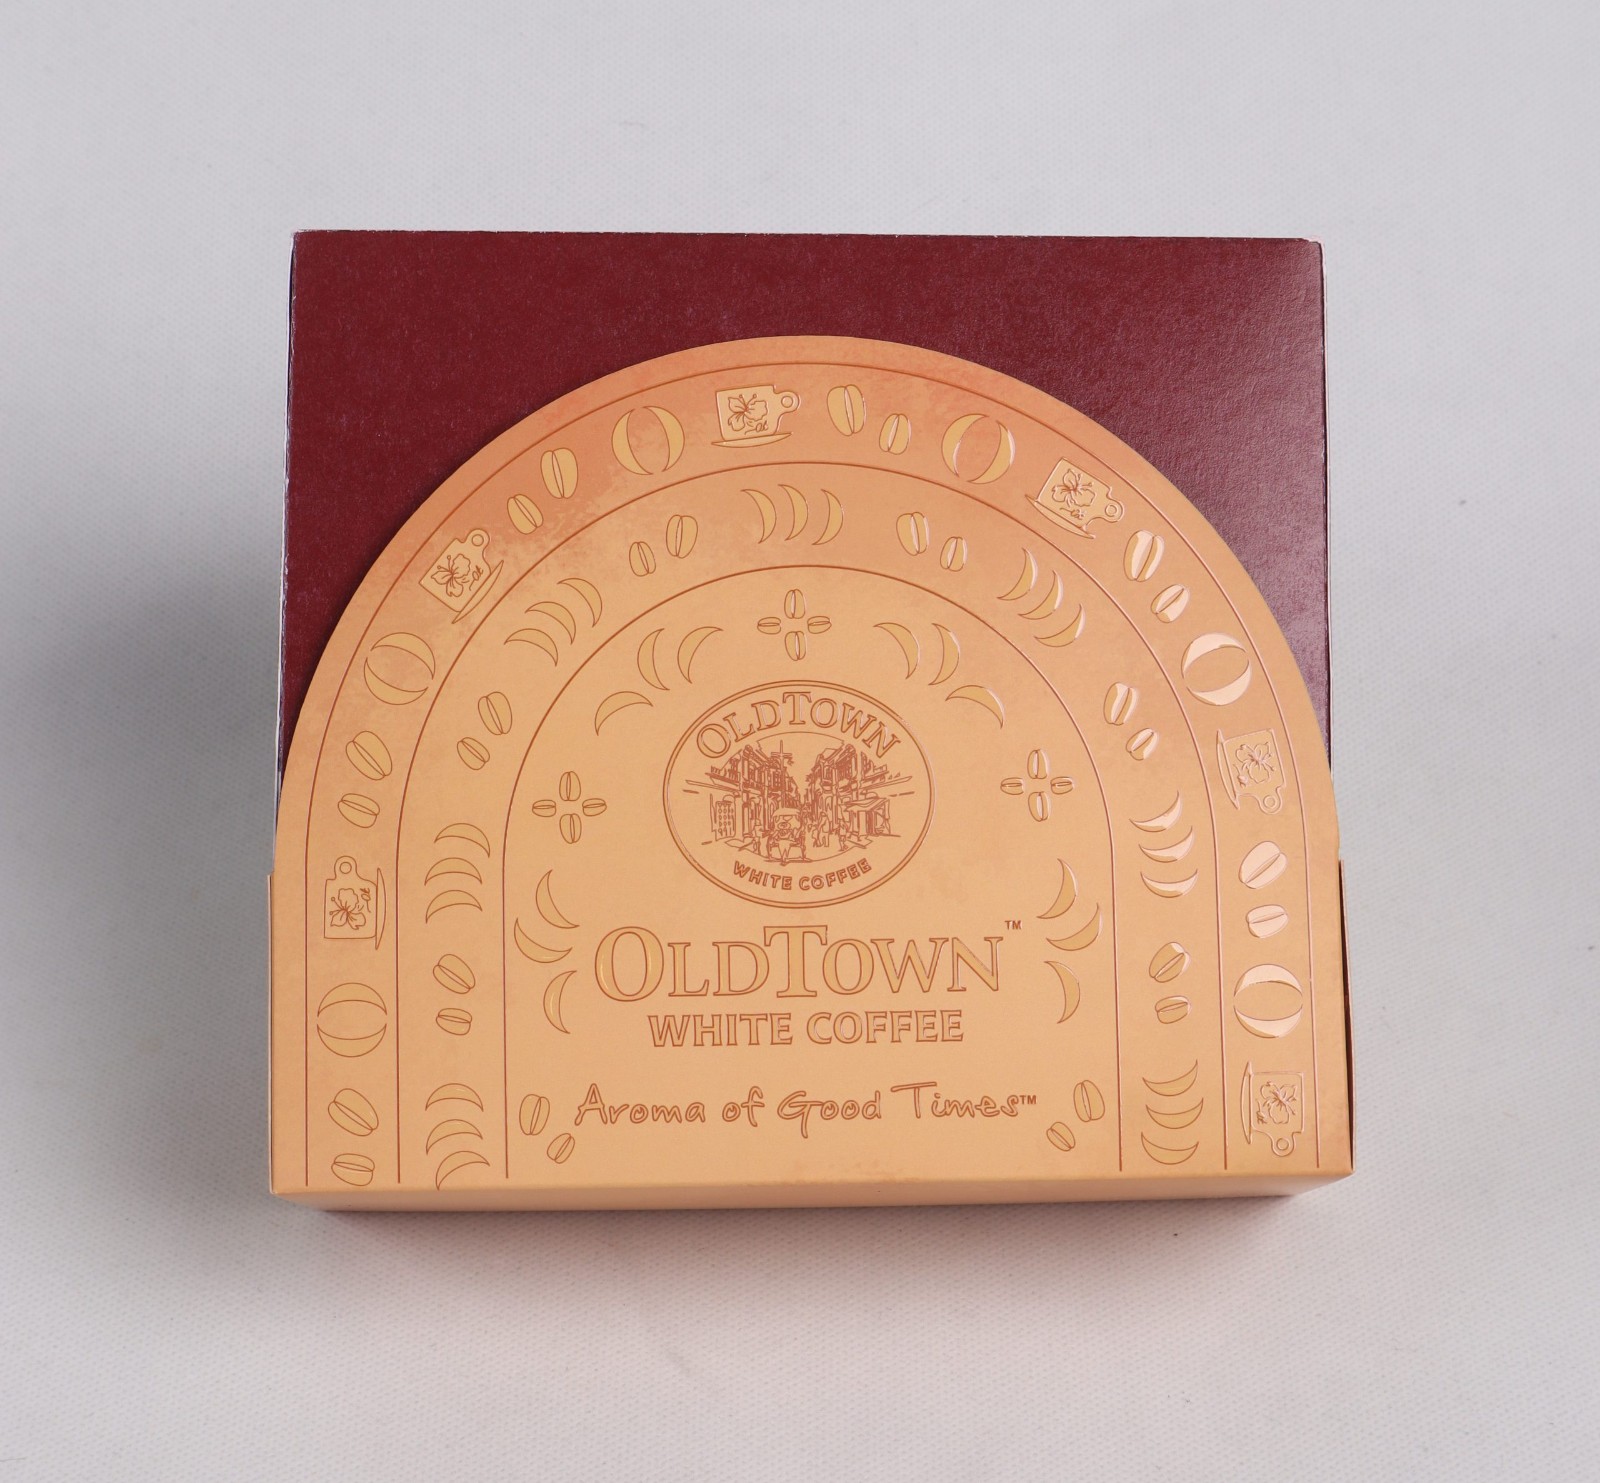 OLDTOWN
WHITE COFFEE
OLDTOWN™
WHITE COFFEE
Aroma of Good Times™